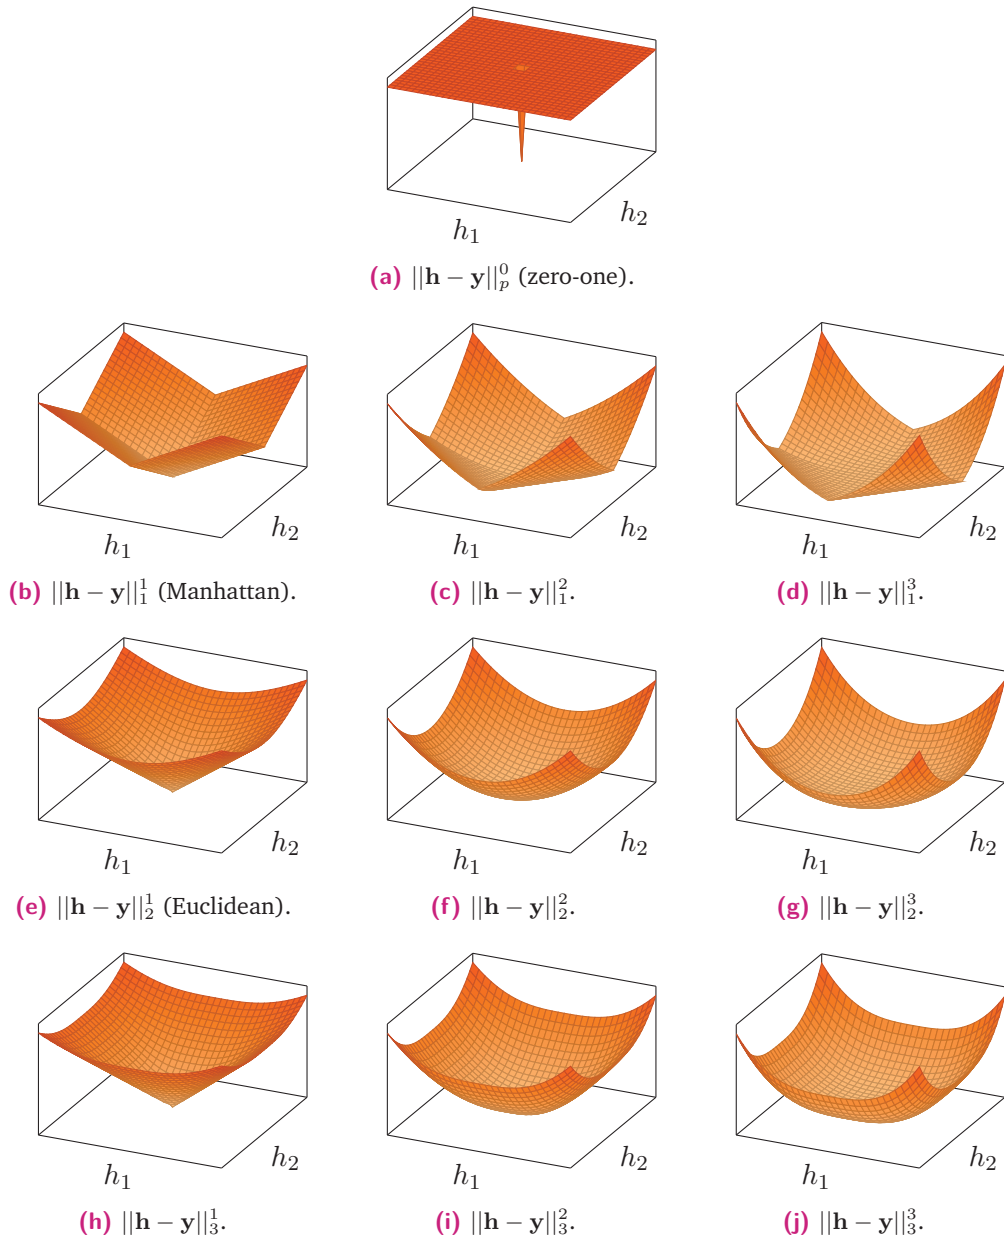 h₁
h₂
(a) ||h − y||⁰ₚ (zero-one).
h₁ h₂ h₁ h₂ h₁ h₂
(b) ||h − y||¹₁ (Manhattan). (c) ||h − y||²₁. (d) ||h − y||³₁.
h₁ h₂ h₁ h₂ h₁ h₂
(e) ||h − y||¹₂ (Euclidean). (f) ||h − y||²₂. (g) ||h − y||³₂.
h₁ h₂ h₁ h₂ h₁ h₂
(h) ||h − y||¹₃. (i) ||h − y||²₃. (j) ||h − y||³₃.